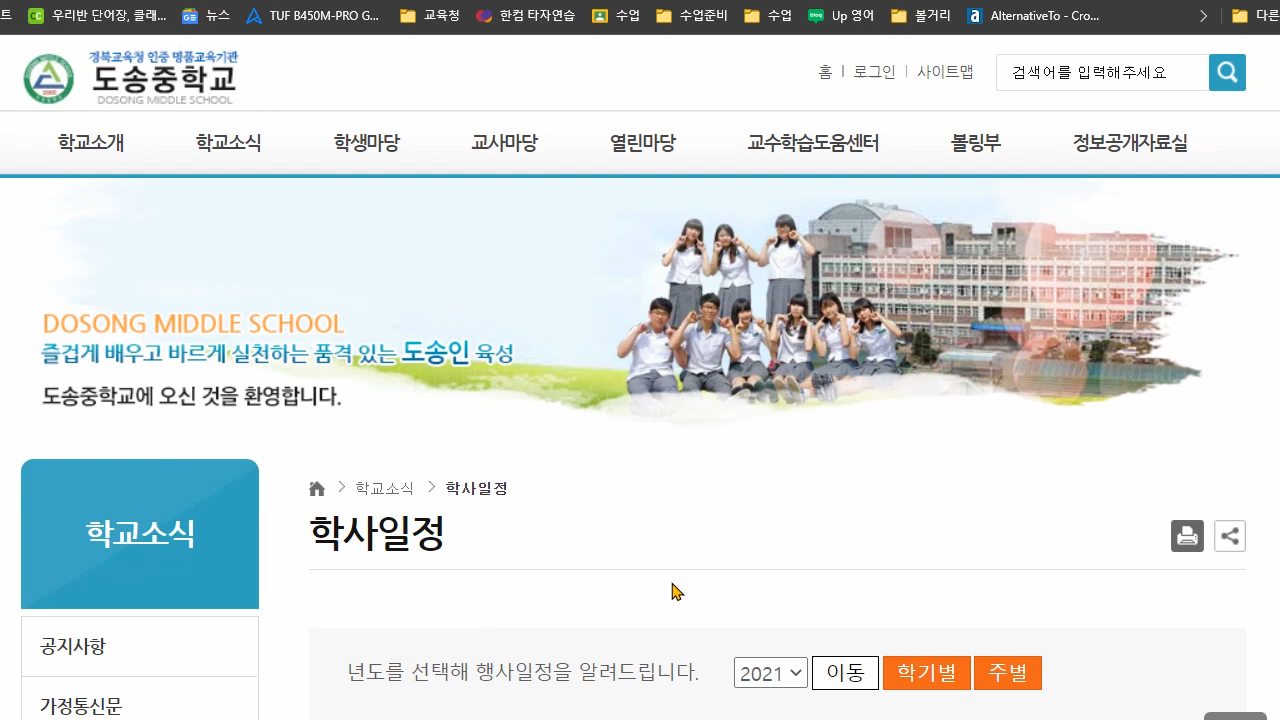 트 우리반 단어장, 클래... 뉴스 TUF B450M-PRO G... 교육청 한컴 타자연습 수업 수업준비 수업 Up 영어 볼거리 AlternativeTo - Cro... 다른
경북교육청 인증 명품교육기관
도송중학교
DOSONG MIDDLE SCHOOL
홈 로그인 사이트맵 검색어를 입력해주세요
학교소개 학교소식 학생마당 교사마당 열린마당 교수학습도움센터 볼링부 정보공개자료실
DOSONG MIDDLE SCHOOL
즐겁게 배우고 바르게 실천하는 품격 있는 도송인 육성
도송중학교에 오신 것을 환영합니다.
학교소식 > 학사일정
학교소식
학사일정
공지사항
년도를 선택해 행사일정을 알려드립니다. 2021 이동 학기별 주별
가정통신문